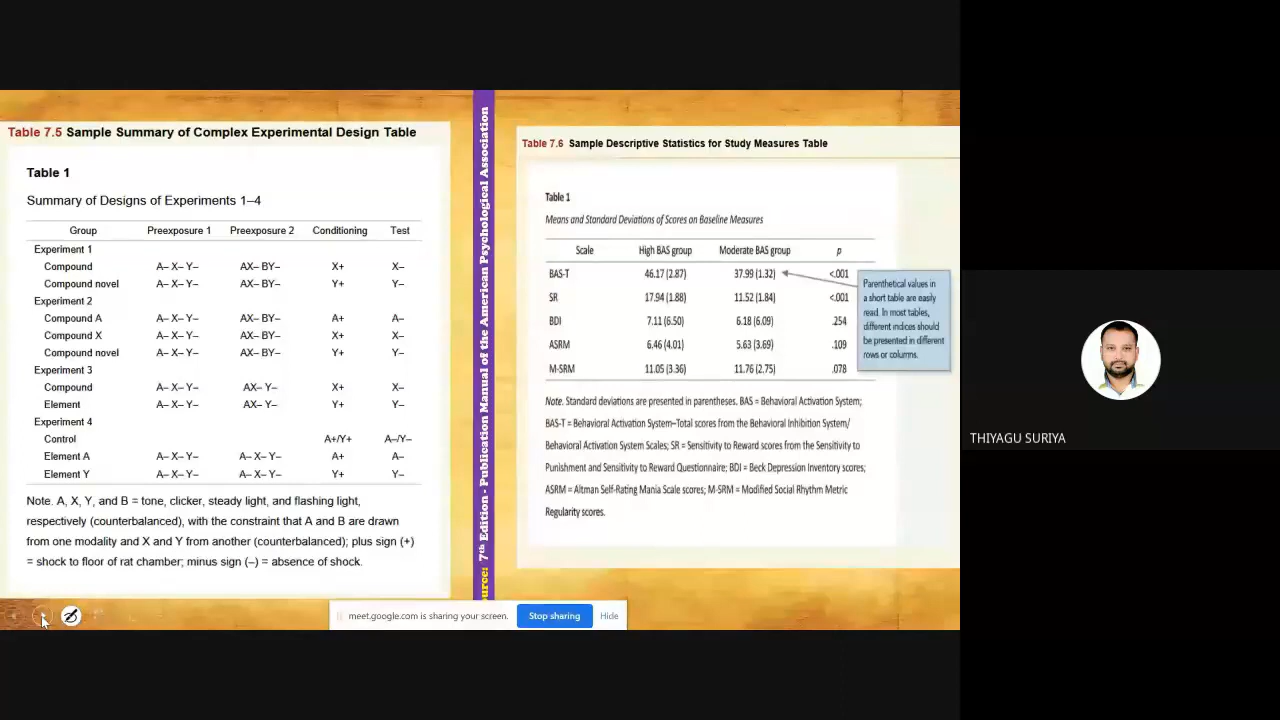 Table 7.5 Sample Summary of Complex Experimental Design Table
Table 1
Summary of Designs of Experiments 1–4
Group Preexposure 1 Preexposure 2 Conditioning Test
Experiment 1
Compound A– X– Y– AX– BY– X+ X–
Compound novel A– X– Y– AX– BY– Y+ Y–
Experiment 2
Compound A A– X– Y– AX– BY– A+ A–
Compound X A– X– Y– AX– BY– X+ X–
Compound novel A– X– Y– AX– BY– Y+ Y–
Experiment 3
Compound A– X– Y– AX– Y– X+ X–
Element A– X– Y– AX– Y– Y+ Y–
Experiment 4
Control A+/Y+ A–/Y–
Element A A– X– Y– A– X– Y– A+ A–
Element Y A– X– Y– A– X– Y– Y+ Y–
Note. A, X, Y, and B = tone, clicker, steady light, and flashing light,
respectively (counterbalanced), with the constraint that A and B are drawn
from one modality and X and Y from another (counterbalanced); plus sign (+)
= shock to floor of rat chamber; minus sign (–) = absence of shock.
urce: 7th Edition - Publication Manual of the American Psychological Association
Table 7.6 Sample Descriptive Statistics for Study Measures Table
Table 1
Means and Standard Deviations of Scores on Baseline Measures
Scale High BAS group Moderate BAS group p
BAS-T 46.17 (2.87) 37.99 (1.32) <.001
SR 17.94 (1.88) 11.52 (1.84) <.001
BDI 7.11 (6.50) 6.18 (6.09) .254
ASRM 6.46 (4.01) 5.63 (3.69) .109
M-SRM 11.05 (3.36) 11.76 (2.75) .078
Parenthetical values in
a short table are easily
read. In most tables,
different indices should
be presented in different
rows or columns.
Note. Standard deviations are presented in parentheses. BAS = Behavioral Activation System;
BAS-T = Behavioral Activation System–Total scores from the Behavioral Inhibition System/
Behavioral Activation System Scales; SR = Sensitivity to Reward scores from the Sensitivity to
Punishment and Sensitivity to Reward Questionnaire; BDI = Beck Depression Inventory scores;
ASRM = Altman Self-Rating Mania Scale scores; M-SRM = Modified Social Rhythm Metric
Regularity scores.
meet.google.com is sharing your screen. Stop sharing Hide
THIYAGU SURIYA